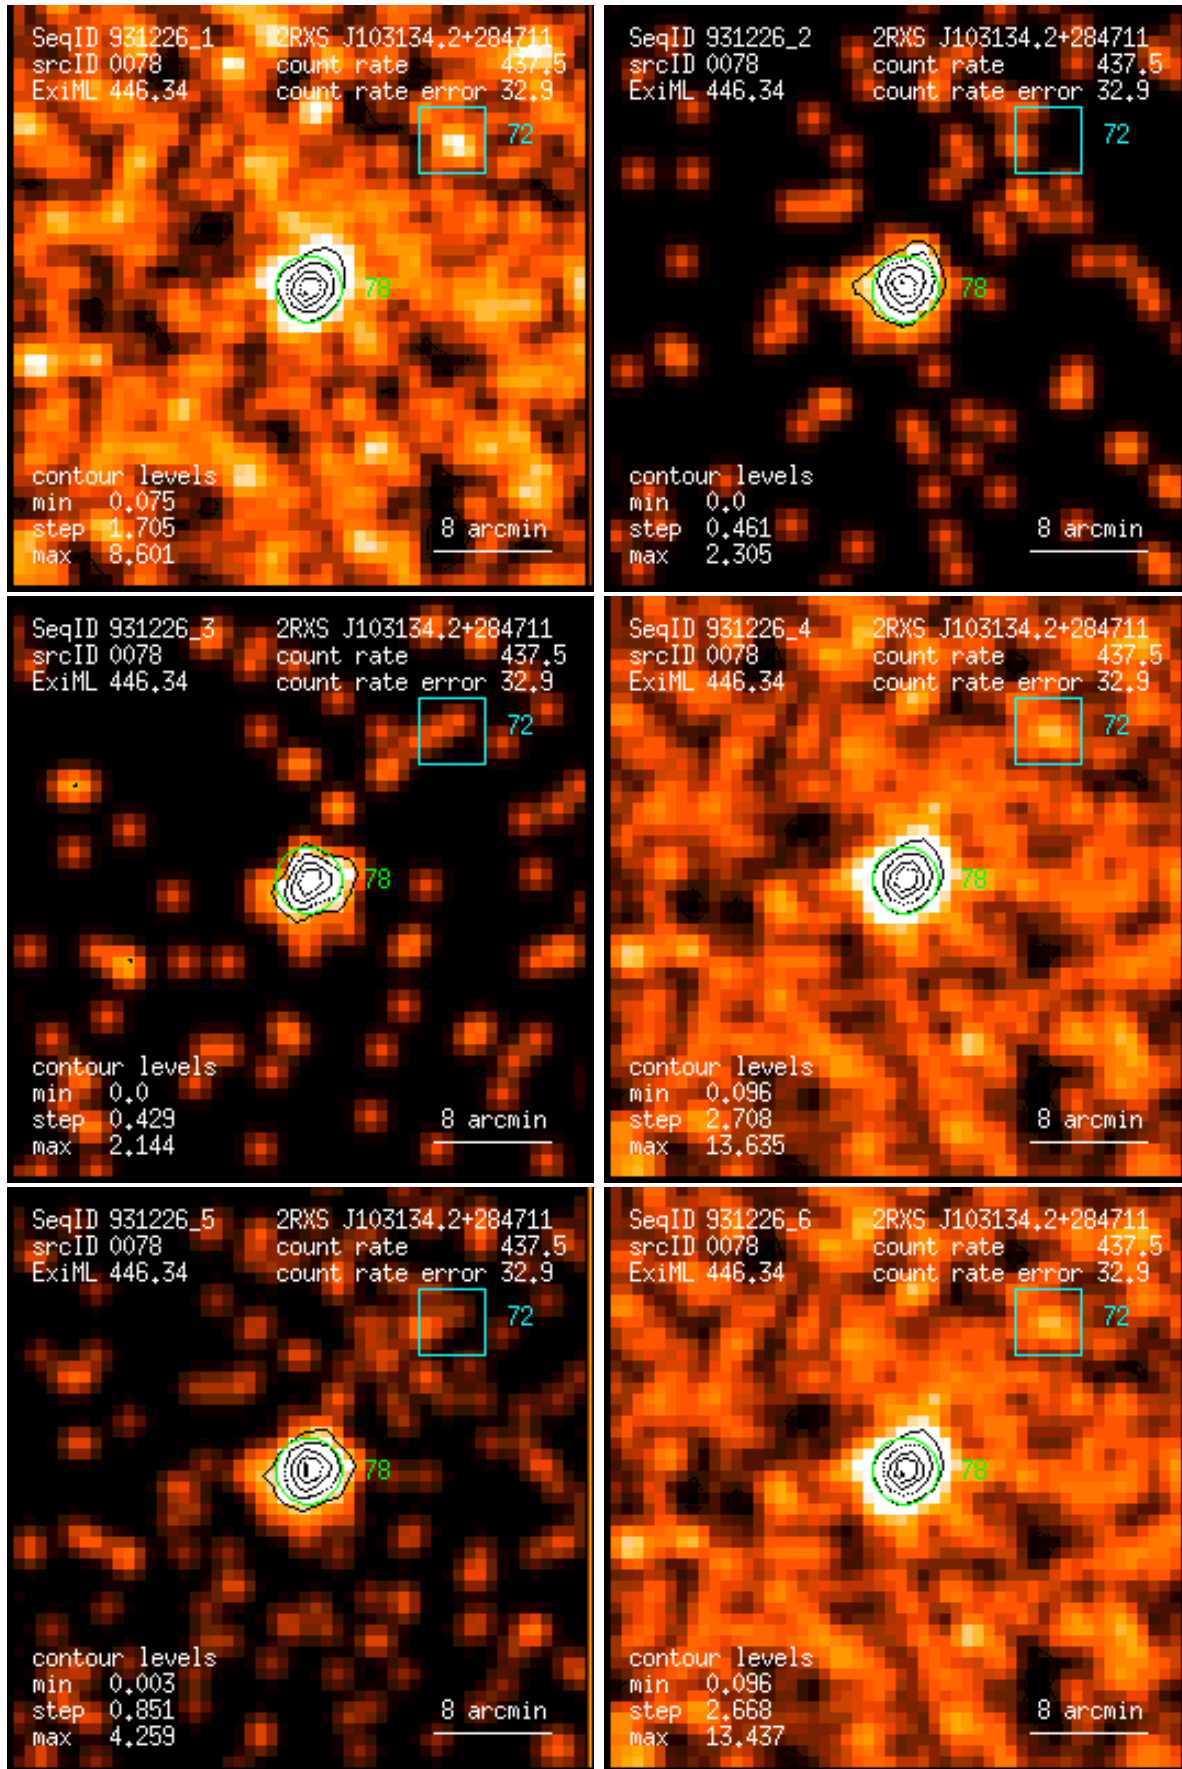 SeqID 931226_1 2RXS J103134.2+284711
srcID 0078 count rate 437.5
ExiML 446.34 count rate error 32.9
72
78
contour levels
min 0.075
step 1.705 8 arcmin
max 8.601
SeqID 931226_2 2RXS J103134.2+284711
srcID 0078 count rate 437.5
ExiML 446.34 count rate error 32.9
72
78
contour levels
min 0.0
step 0.461 8 arcmin
max 2.305
SeqID 931226_3 2RXS J103134.2+284711
srcID 0078 count rate 437.5
ExiML 446.34 count rate error 32.9
72
78
contour levels
min 0.0
step 0.429 8 arcmin
max 2.144
SeqID 931226_4 2RXS J103134.2+284711
srcID 0078 count rate 437.5
ExiML 446.34 count rate error 32.9
72
78
contour levels
min 0.096
step 2.708 8 arcmin
max 13.635
SeqID 931226_5 2RXS J103134.2+284711
srcID 0078 count rate 437.5
ExiML 446.34 count rate error 32.9
72
78
contour levels
min 0.003
step 0.851 8 arcmin
max 4.259
SeqID 931226_6 2RXS J103134.2+284711
srcID 0078 count rate 437.5
ExiML 446.34 count rate error 32.9
72
78
contour levels
min 0.096
step 2.668 8 arcmin
max 13.437